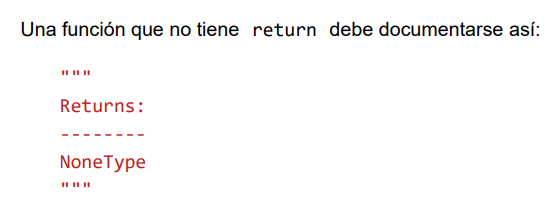 Una función que no tiene return debe documentarse así:
"""
Returns:
--------
NoneType
"""